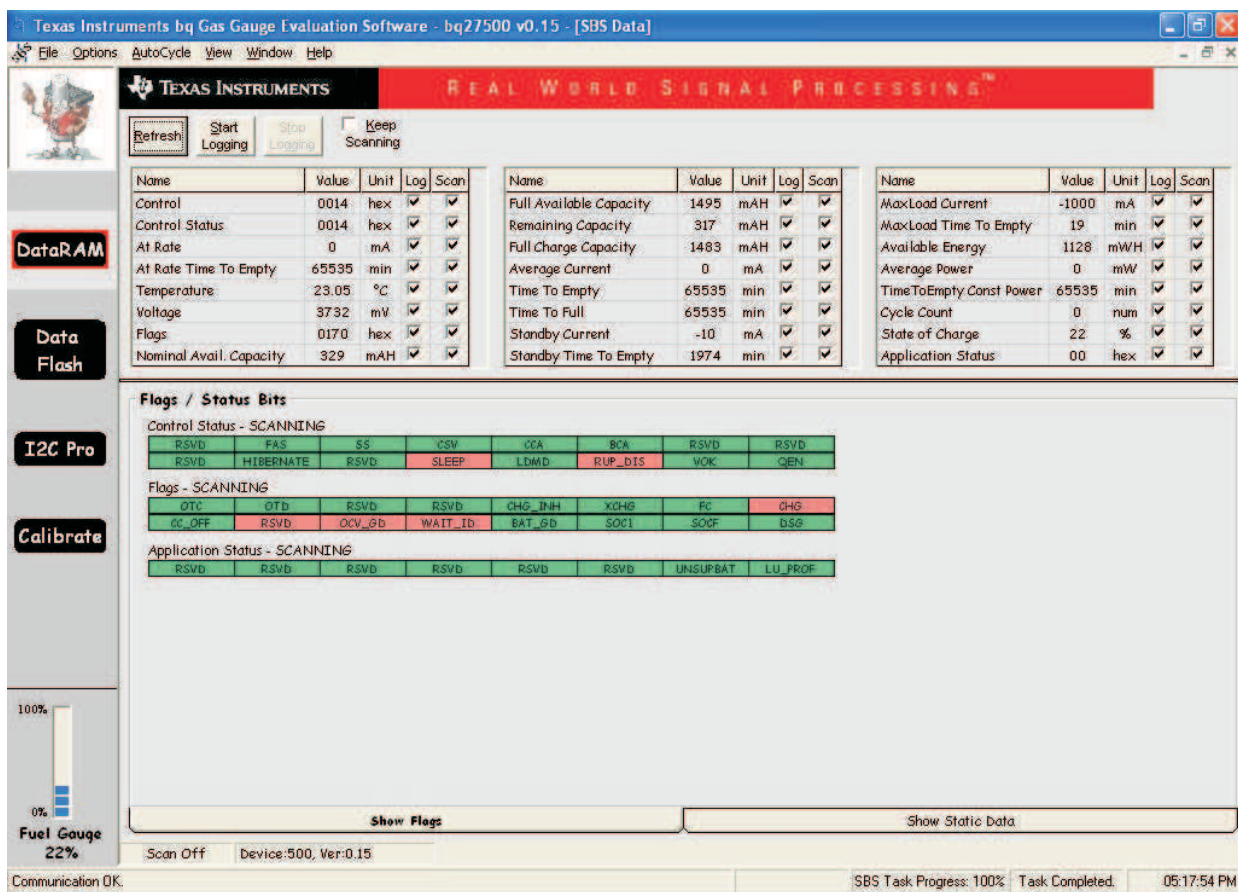 Texas Instruments bq Gas Gauge Evaluation Software - bq27500 v0.15 - [SBS Data]
File Options AutoCycle View Window Help
TEXAS INSTRUMENTS REAL WORLD SIGNAL PROCESSING™
Refresh Start Logging Stop Logging Keep Scanning
Name Value Unit Log Scan
Control 0014 hex
Control Status 0014 hex
At Rate 0 mA
At Rate Time To Empty 65535 min
Temperature 23.05 °C
Voltage 3732 mV
Flags 0170 hex
Nominal Avail. Capacity 329 mAH
Name Value Unit Log Scan
Full Available Capacity 1495 mAH
Remaining Capacity 317 mAH
Full Charge Capacity 1483 mAH
Average Current 0 mA
Time To Empty 65535 min
Time To Full 65535 min
Standby Current -10 mA
Standby Time To Empty 1974 min
Name Value Unit Log Scan
MaxLoad Current -1000 mA
MaxLoad Time To Empty 19 min
Available Energy 1128 mWH
Average Power 0 mW
TimeToEmpty Const Power 65535 min
Cycle Count 0 num
State of Charge 22 %
Application Status 00 hex
DataRAM
Data
Flash
I2C Pro
Calibrate
Flags / Status Bits
Control Status - SCANNING
RSVD FAS SS CSV CCA BCA RSVD RSVD
RSVD HIBERNATE RSVD SLEEP LDMD RUP_DIS VOK QEN
Flags - SCANNING
OTC OTD RSVD RSVD CHG_INH XCHG FC CHG
CC_OFF RSVD OCV_GD WAIT_ID BAT_GD SOC1 SOCF DSG
Application Status - SCANNING
RSVD RSVD RSVD RSVD RSVD RSVD UNSUPBAT LU_PROF
100%
0%
Fuel Gauge
22%
Show Flags Show Static Data
Scan Off Device:500, Ver:0.15
Communication OK. SBS Task Progress: 100% Task Completed. 05:17:54 PM